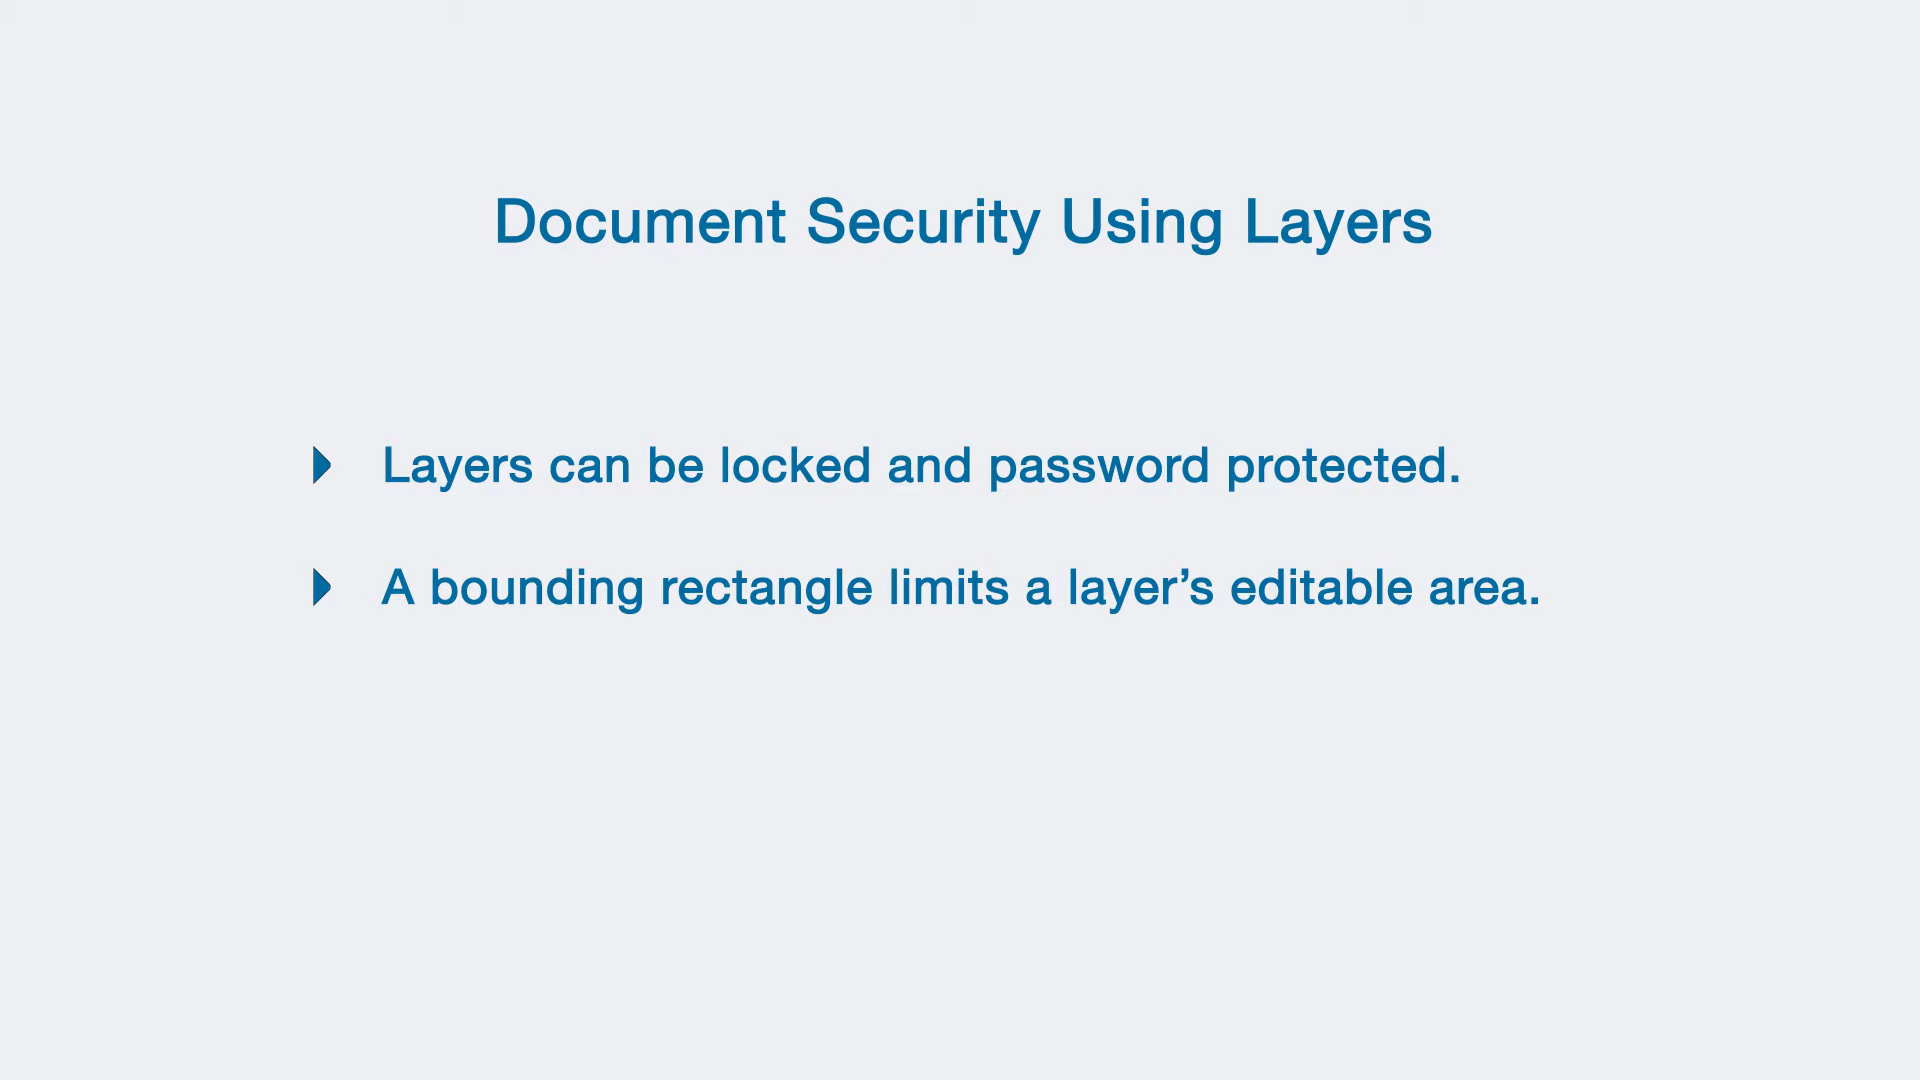 Document Security Using Layers
Layers can be locked and password protected.
A bounding rectangle limits a layer’s editable area.